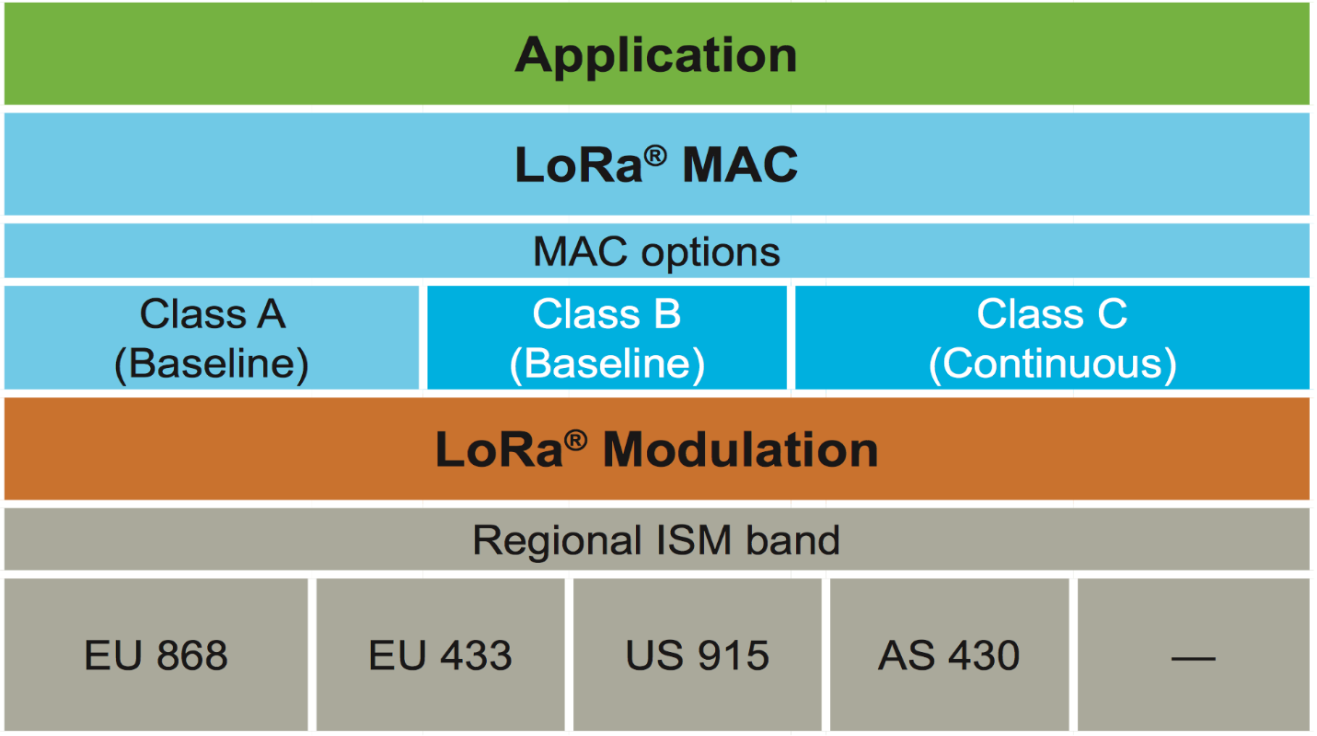 Application
LoRa® MAC
MAC options
Class A
(Baseline)
Class B
(Baseline)
Class C
(Continuous)
LoRa® Modulation
Regional ISM band
EU 868
EU 433
US 915
AS 430
—